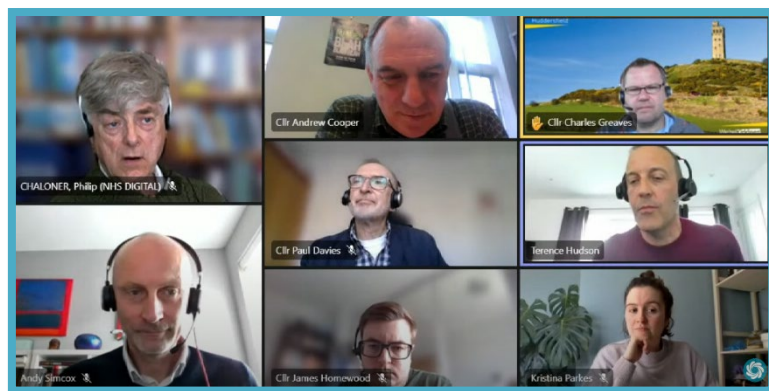 Huddersfield
Cllr Andrew Cooper
Cllr Charles Greaves
CHALONER, Philip (NHS DIGITAL)
Cllr Paul Davies
Terence Hudson
Andy Simcox
Cllr James Homewood
Kristina Parkes